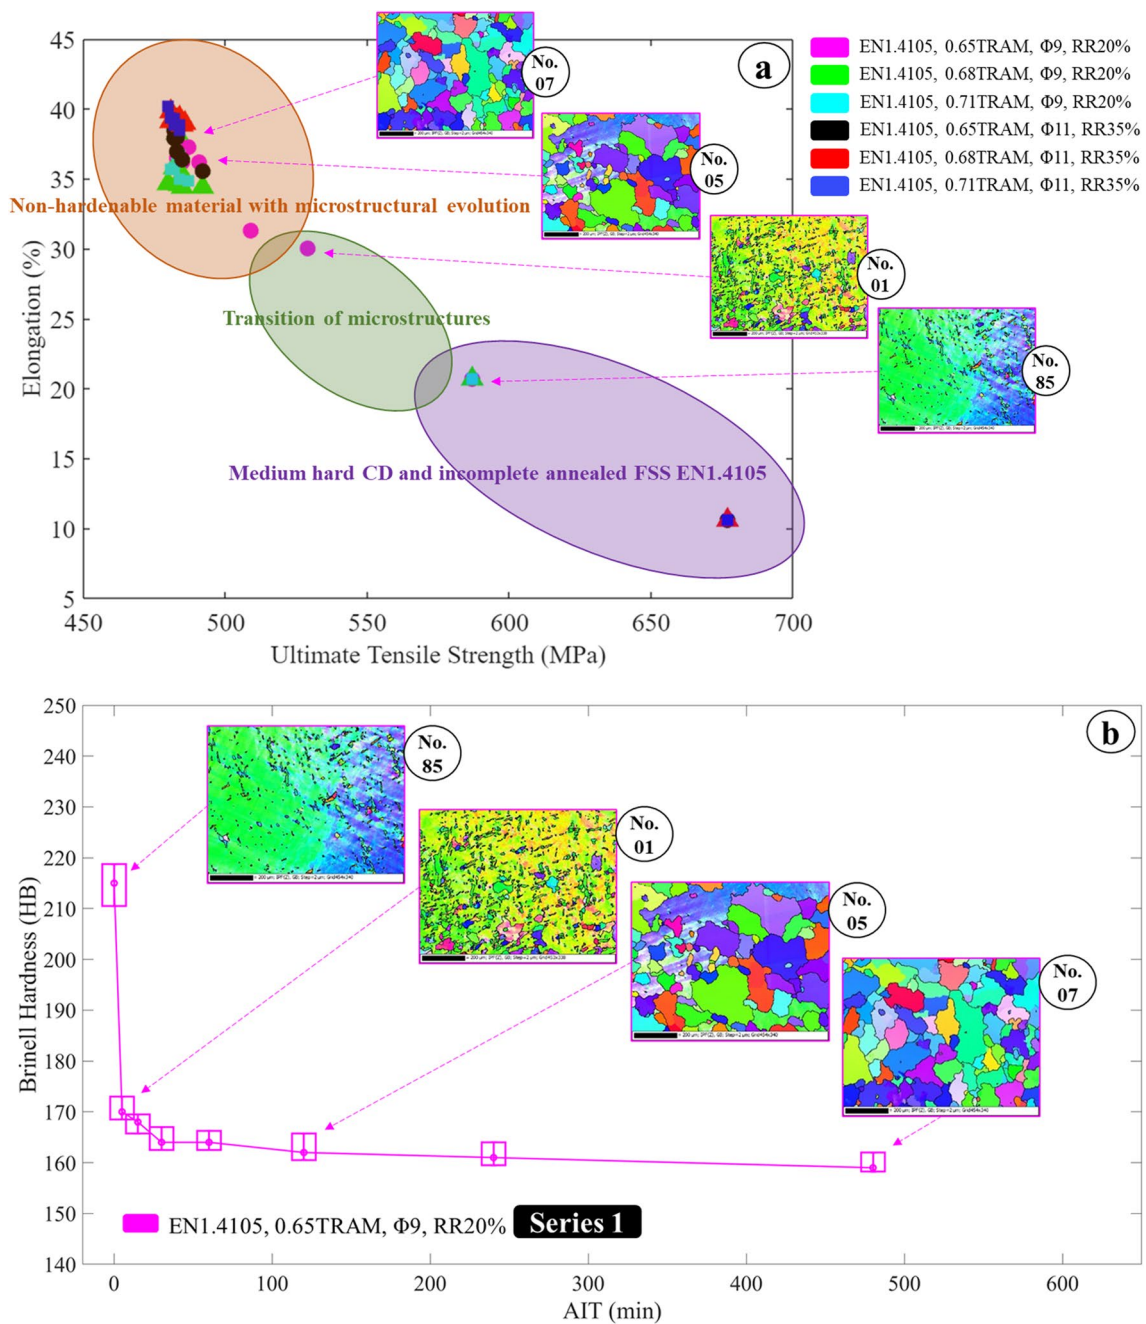 45
40
35
30
25
20
15
10
5
450
500
550
600
650
700
Elongation (%)
Ultimate Tensile Strength (MPa)
a
No.
07
No.
05
No.
01
No.
85
Non-hardenable material with microstructural evolution
Transition of microstructures
Medium hard CD and incomplete annealed FSS EN1.4105
EN1.4105, 0.65TRAM, Φ9, RR20%
EN1.4105, 0.68TRAM, Φ9, RR20%
EN1.4105, 0.71TRAM, Φ9, RR20%
EN1.4105, 0.65TRAM, Φ11, RR35%
EN1.4105, 0.68TRAM, Φ11, RR35%
EN1.4105, 0.71TRAM, Φ11, RR35%
250
240
230
220
210
200
190
180
170
160
150
140
0
100
200
300
400
500
600
Brinell Hardness (HB)
AIT (min)
b
No.
85
No.
01
No.
05
No.
07
EN1.4105, 0.65TRAM, Φ9, RR20%
Series 1